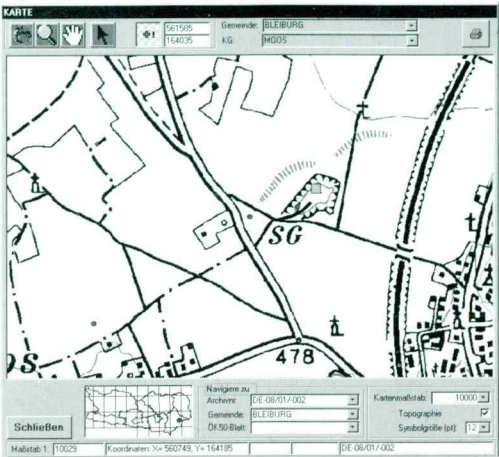 KARTE
561585
164035
Gemeinde: BLEIBURG
KG: MOOS
SG
478
OS
Navigiere zu
Archivnr: DE-08/01/-002
Gemeinde: BLEIBURG
ÖK50-Blatt:
Kartenmaßstab: 10000
Topographie
Symbolgröße (pt): 12
Schließen
Maßstab 1: 10029
Koordinaten: X= 560749, Y= 164185
DE-08/01/-002